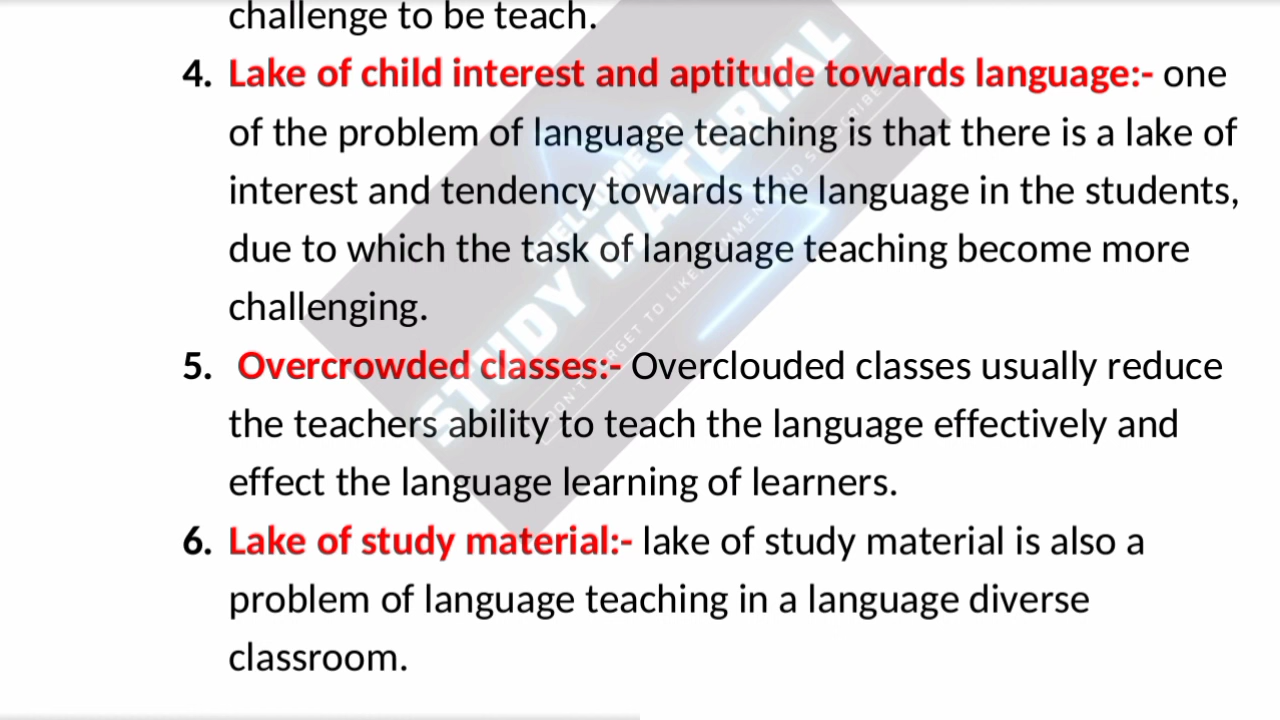 challenge to be teach.
4. Lake of child interest and aptitude towards language:- one
of the problem of language teaching is that there is a lake of
interest and tendency towards the language in the students,
due to which the task of language teaching become more
challenging.
5. Overcrowded classes:- Overclouded classes usually reduce
the teachers ability to teach the language effectively and
effect the language learning of learners.
6. Lake of study material:- lake of study material is also a
problem of language teaching in a language diverse
classroom.
STUDY MATERIAL